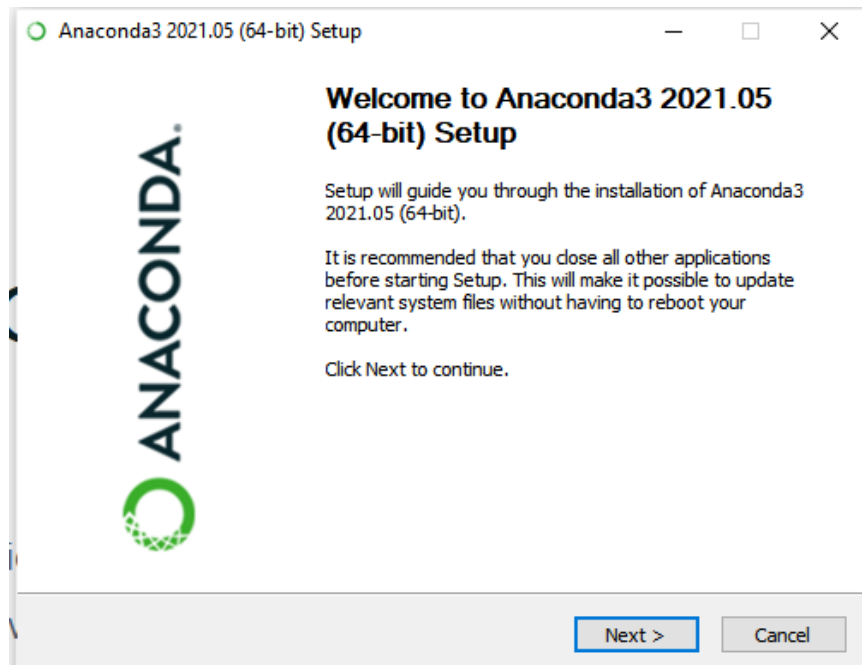 Anaconda3 2021.05 (64-bit) Setup
Welcome to Anaconda3 2021.05
(64-bit) Setup
ANACONDA.
Setup will guide you through the installation of Anaconda3
2021.05 (64-bit).
It is recommended that you close all other applications
before starting Setup. This will make it possible to update
relevant system files without having to reboot your
computer.
Click Next to continue.
Next >
Cancel